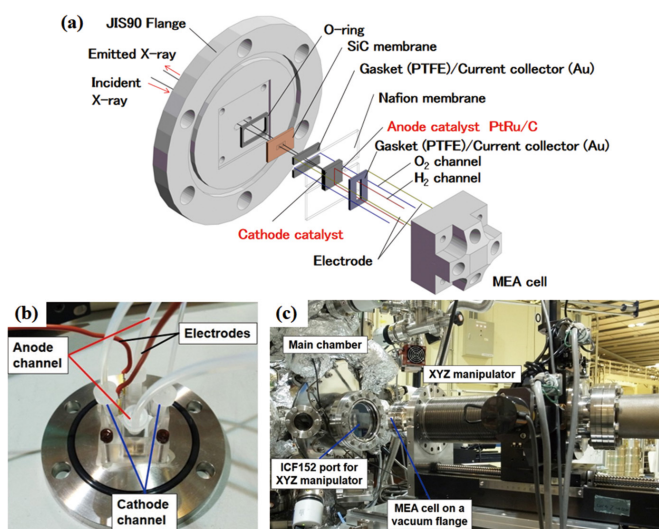 (a)
JIS90 Flange
O-ring
SiC membrane
Emitted X-ray
Gasket (PTFE)/Current collector (Au)
Incident
X-ray
Nafion membrane
Anode catalyst PtRu/C
Gasket (PTFE)/Current collector (Au)
O₂ channel
H₂ channel
Cathode catalyst
Electrode
MEA cell
(b)
Electrodes
Anode
channel
Cathode
channel
(c)
Main chamber
XYZ manipulator
ICF152 port for
XYZ manipulator
MEA cell on a
vacuum flange